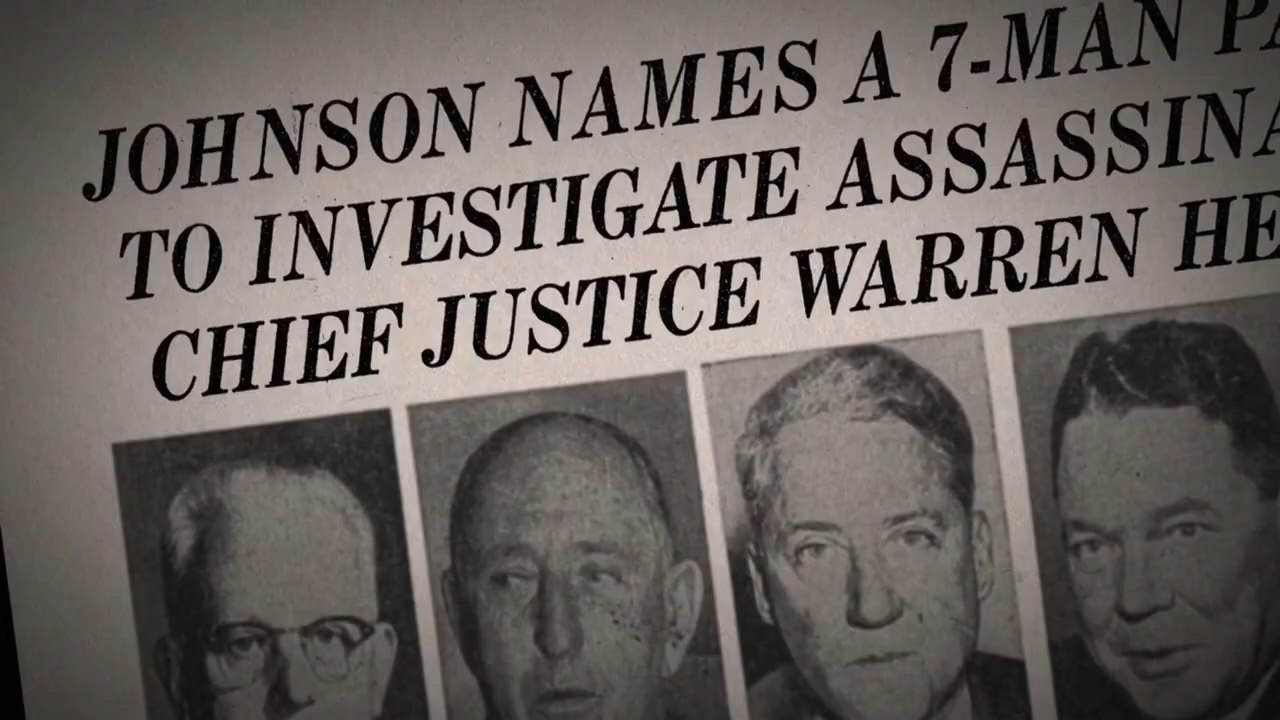 JOHNSON NAMES A 7-MAN
TO INVESTIGATE
CHIEF JUSTICE WARREN